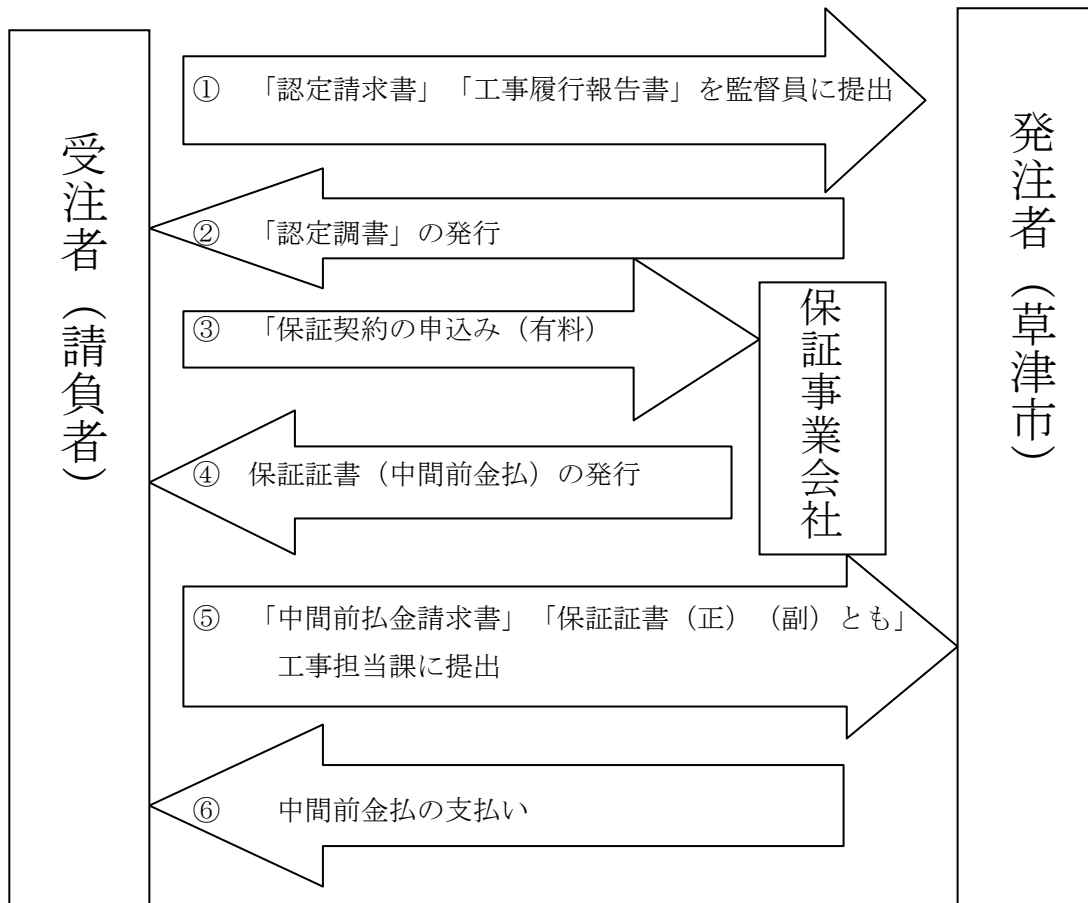 受注者（請負者）
① 「認定請求書」「工事履行報告書」を監督員に提出
② 「認定調書」の発行
③ 「保証契約の申込み（有料）
④ 保証証書（中間前金払）の発行
保証事業会社
⑤ 「中間前払金請求書」「保証証書（正）（副）とも」
工事担当課に提出
⑥ 中間前金払の支払い
発注者（草津市）